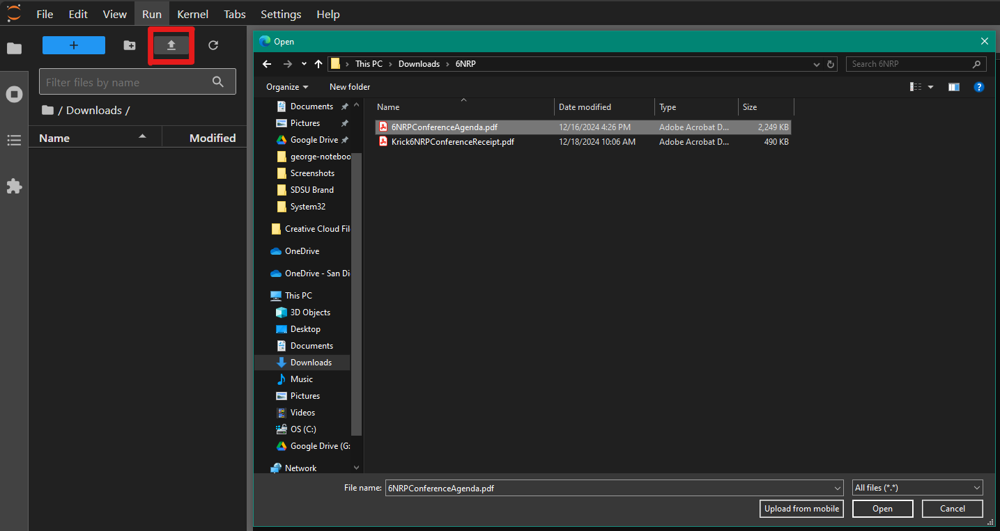 File Edit View Run Kernel Tabs Settings Help
Filter files by name
/ Downloads /
Name Modified
Open
This PC Downloads 6NRP
Search 6NRP
Organize New folder
Documents
Pictures
Google Drive
george-noteboo
Screenshots
SDSU Brand
System32
Creative Cloud Fil
OneDrive
OneDrive - San Di
This PC
3D Objects
Desktop
Documents
Downloads
Music
Pictures
Videos
OS (C:)
Google Drive (G:
Network
Name Date modified Type Size
6NRPConferenceAgenda.pdf 12/16/2024 4:26 PM Adobe Acrobat D... 2,249 KB
Krick6NRPConferenceReceipt.pdf 12/18/2024 10:06 AM Adobe Acrobat D... 490 KB
File name: 6NRPConferenceAgenda.pdf All files (*.*)
Upload from mobile Open Cancel